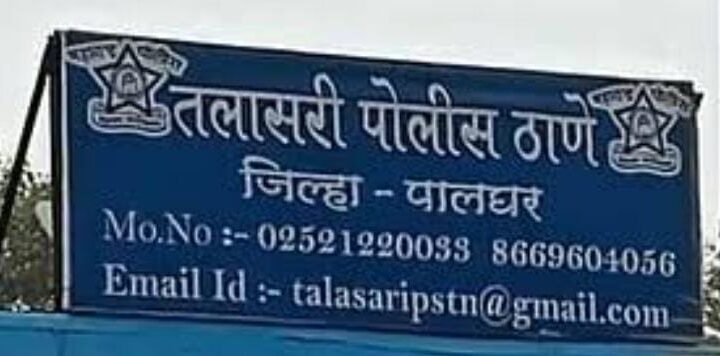 तलासरी पोलीस ठाणे
जिल्हा - पालघर
Mo.No :- 02521220033 8669604056
Email Id :- talasaripstn@gmail.com